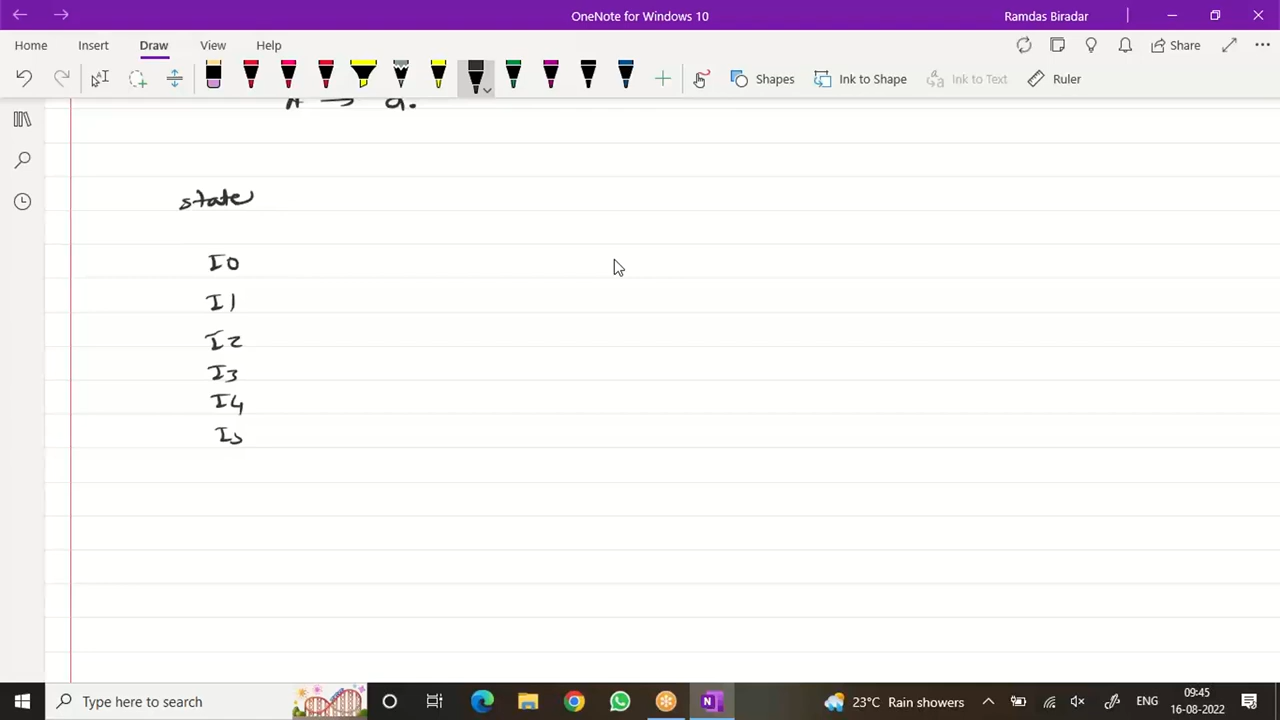 OneNote for Windows 10
Ramdas Biradar
Home Insert Draw View Help
Share
Shapes Ink to Shape Ink to Text Ruler
A → a.
state
I0
I1
I2
I3
I4
I5
Type here to search
23°C Rain showers
ENG
09:45
16-08-2022